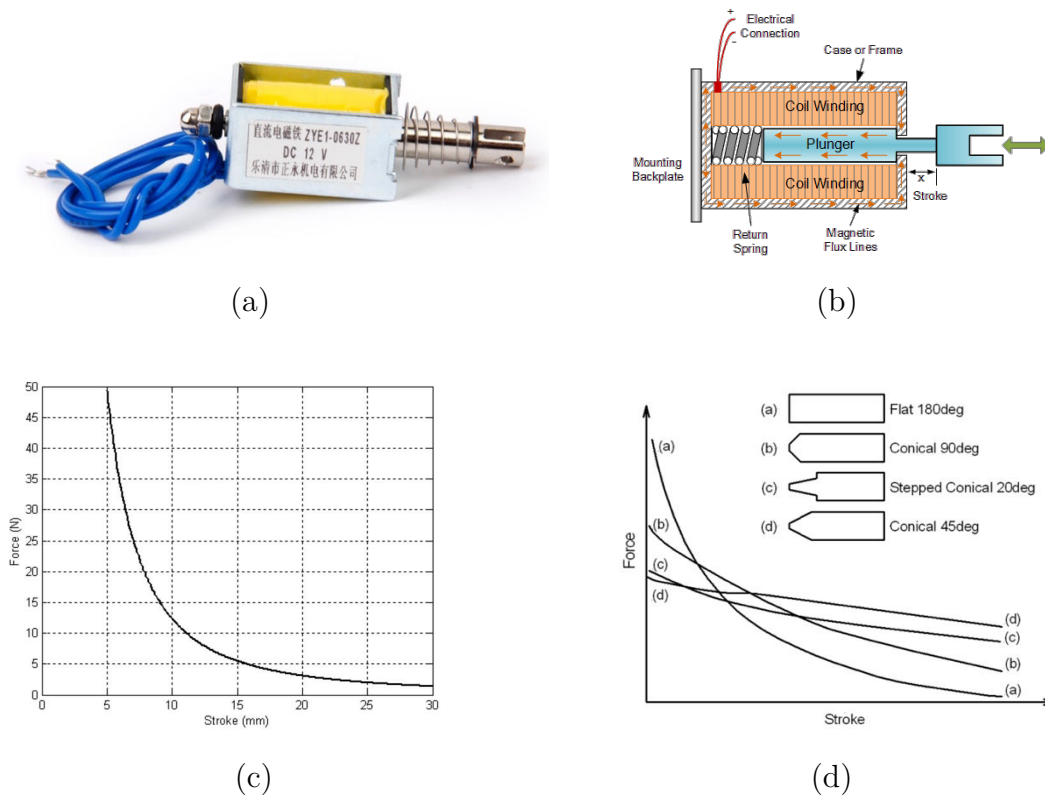 直流电磁铁 ZYE1-0630Z
DC 12 V
乐清市正永机电有限公司
(a)
+
-
Electrical
Connection
Case or Frame
Coil Winding
Plunger
Mounting
Backplate
Coil Winding
x
Stroke
Return
Spring
Magnetic
Flux Lines
(b)
50
45
40
35
30
25
20
15
10
5
0
Force (N)
0
5
10
15
20
25
30
Stroke (mm)
(c)
(a) Flat 180deg
(b) Conical 90deg
(c) Stepped Conical 20deg
(d) Conical 45deg
(a)
(b)
(c)
(d)
Force
(d)
(c)
(b)
(a)
Stroke
(d)